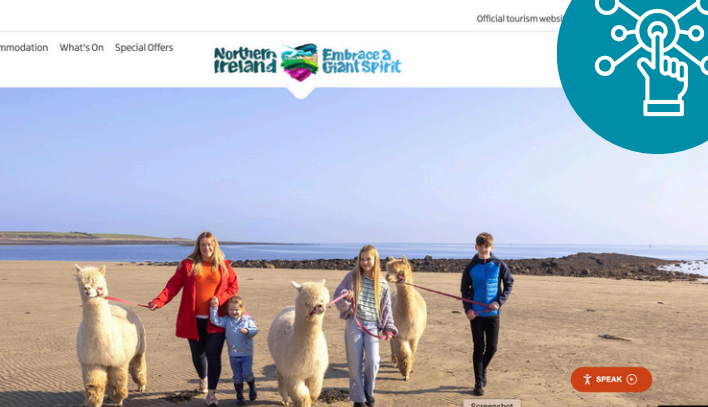 Official tourism websi
mmodation What's On Special Offers
Northern Ireland
Embrace a Giant Spirit
SPEAK
Screenshot